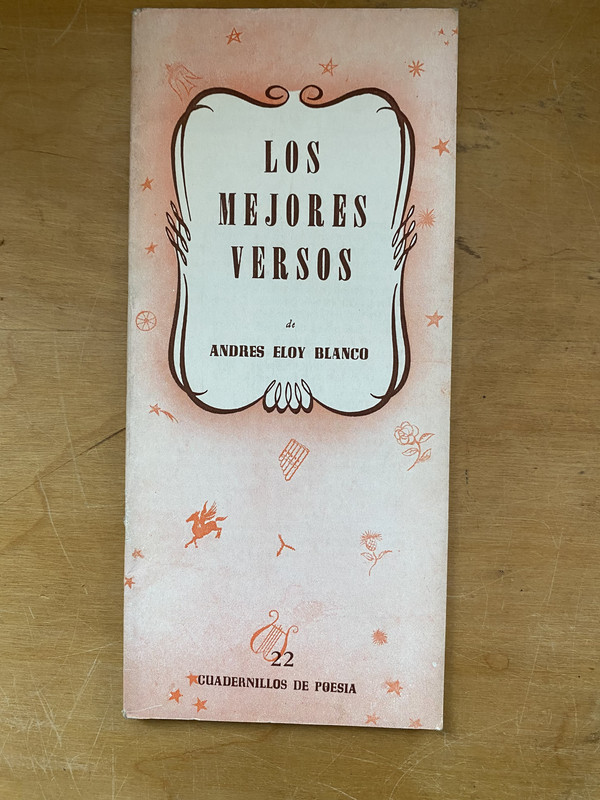 LOS
MEJORES
VERSOS
de
ANDRES ELOY BLANCO
22
CUADERNILLOS DE POESIA